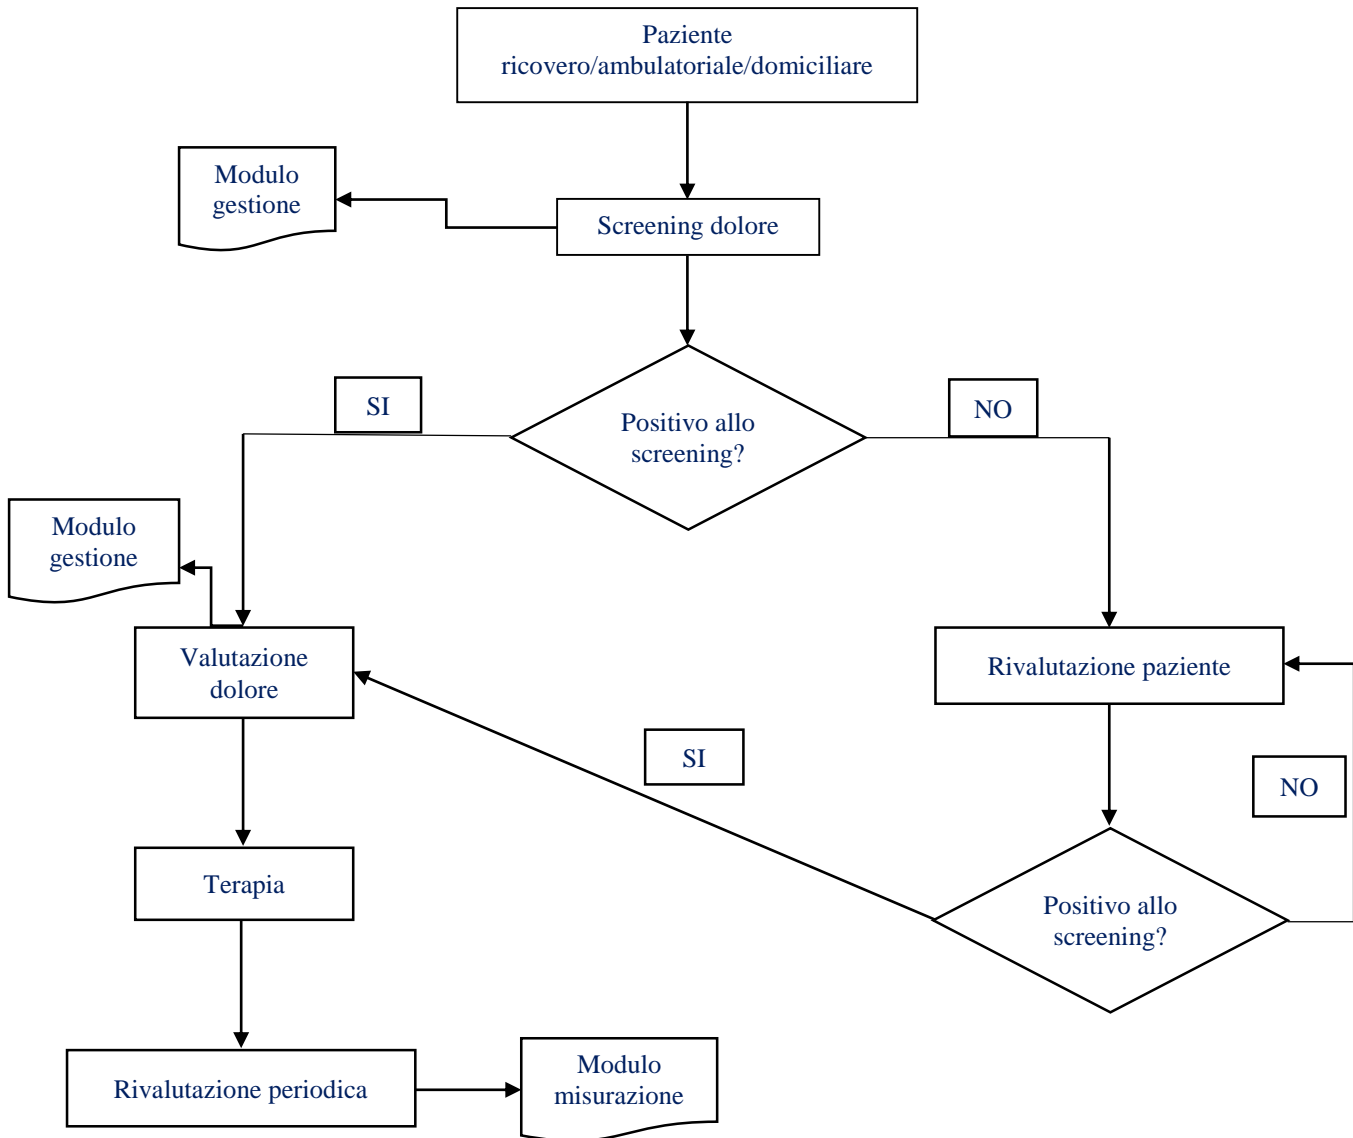 Paziente
ricovero/ambulatoriale/domiciliare
Modulo
gestione
Screening dolore
SI
NO
Positivo allo
screening?
Modulo
gestione
Valutazione
dolore
Rivalutazione paziente
SI
NO
Terapia
Positivo allo
screening?
Rivalutazione periodica
Modulo
misurazione